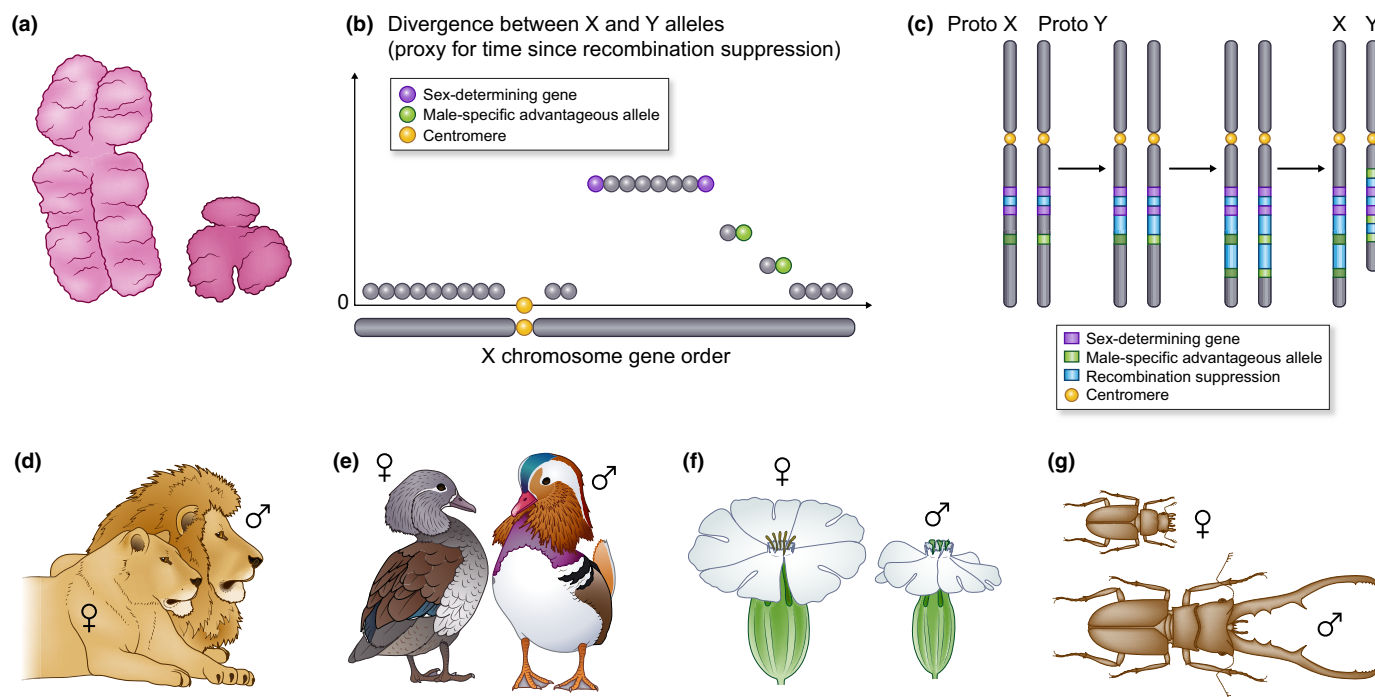 (a)
(b) Divergence between X and Y alleles
(proxy for time since recombination suppression)
Sex-determining gene
Male-specific advantageous allele
Centromere
0
X chromosome gene order
(c) Proto X Proto Y X Y
Sex-determining gene
Male-specific advantageous allele
Recombination suppression
Centromere
(d)
♂
♀
(e) ♀
♂
(f) ♀
♂
(g)
♀
♂